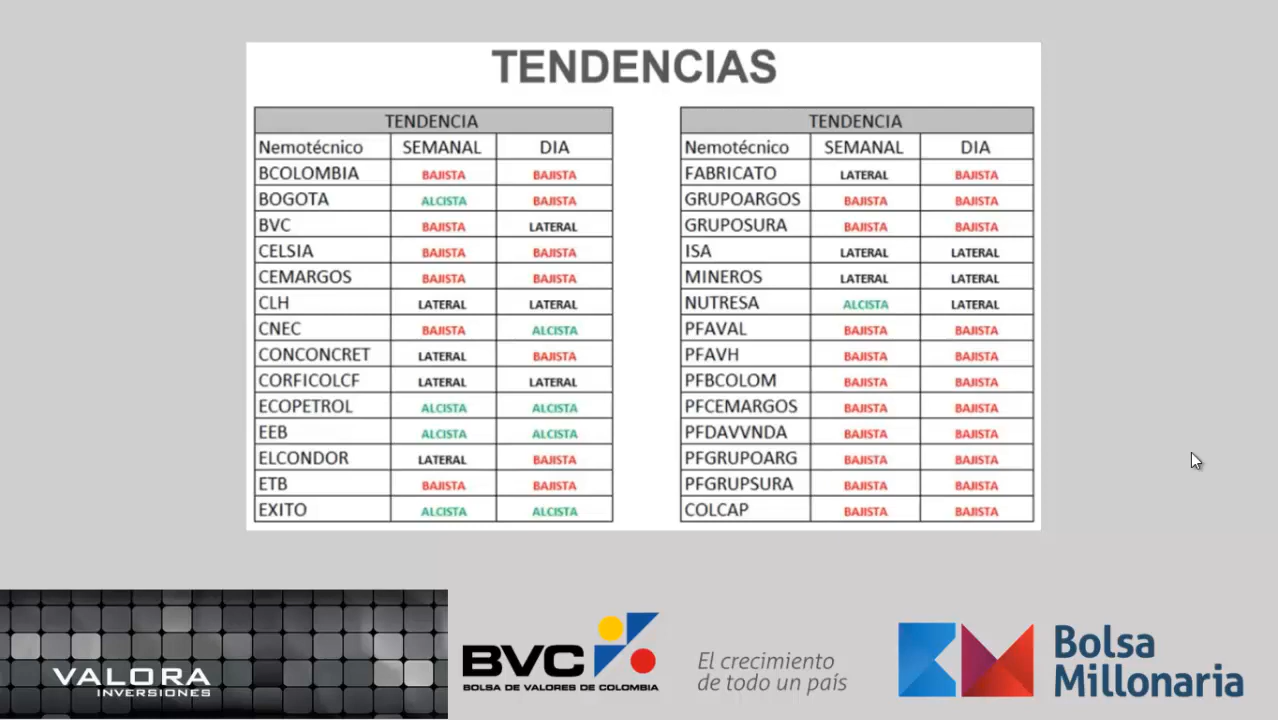 TENDENCIAS
TENDENCIA
Nemotécnico SEMANAL DIA
BCOLOMBIA BAJISTA BAJISTA
BOGOTA ALCISTA BAJISTA
BVC BAJISTA LATERAL
CELSIA BAJISTA BAJISTA
CEMARGOS BAJISTA BAJISTA
CLH LATERAL LATERAL
CNEC BAJISTA ALCISTA
CONCONCRET LATERAL BAJISTA
CORFICOLCF LATERAL LATERAL
ECOPETROL ALCISTA ALCISTA
EEB ALCISTA ALCISTA
ELCONDOR LATERAL BAJISTA
ETB BAJISTA BAJISTA
EXITO ALCISTA ALCISTA
TENDENCIA
Nemotécnico SEMANAL DIA
FABRICATO LATERAL BAJISTA
GRUPOARGOS BAJISTA BAJISTA
GRUPOSURA BAJISTA BAJISTA
ISA LATERAL LATERAL
MINEROS LATERAL LATERAL
NUTRESA ALCISTA LATERAL
PFAVAL BAJISTA BAJISTA
PFAVH BAJISTA BAJISTA
PFBCOLOM BAJISTA BAJISTA
PFCEMARGOS BAJISTA BAJISTA
PFDAVVNDA BAJISTA BAJISTA
PFGRUPOARG BAJISTA BAJISTA
PFGRUPSURA BAJISTA BAJISTA
COLCAP BAJISTA BAJISTA
VALORA
INVERSIONES
BVC
BOLSA DE VALORES DE COLOMBIA
El crecimiento
de todo un país
Bolsa
Millonaria